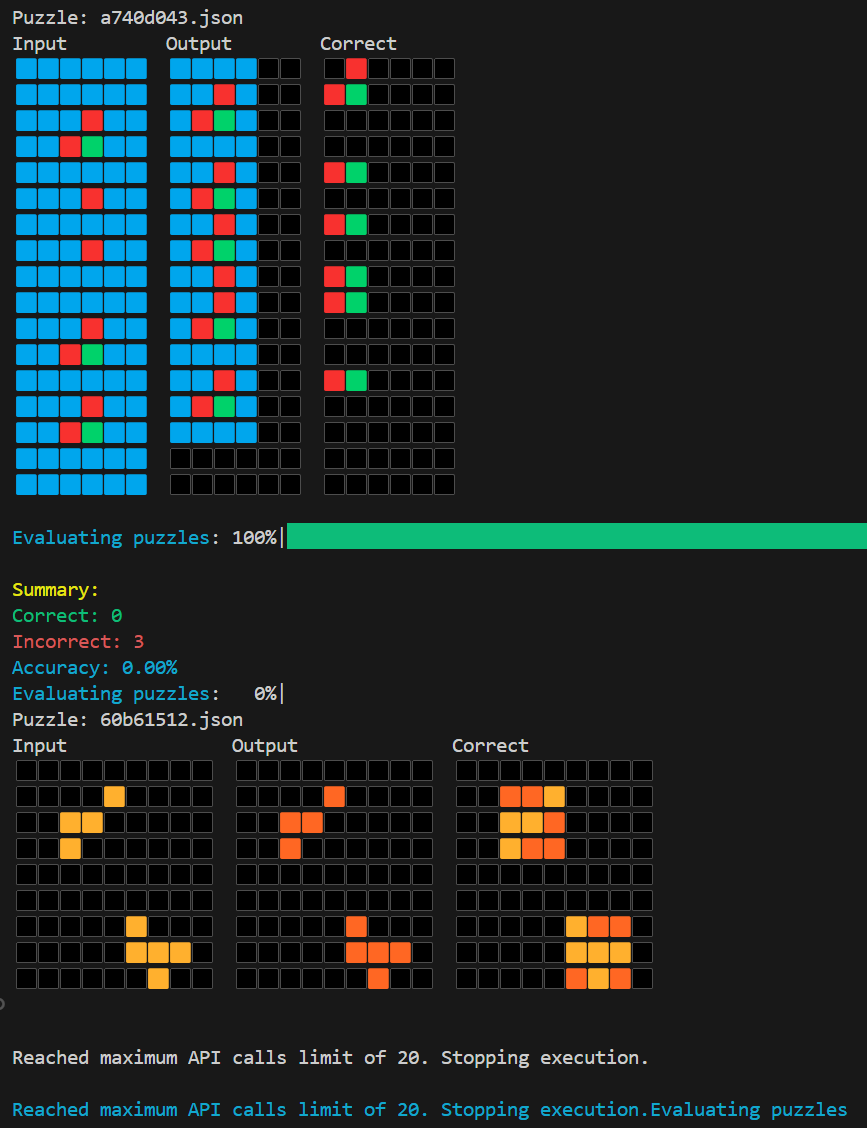 Puzzle: a740d043.json
Input Output Correct
Evaluating puzzles: 100%|
Summary:
Correct: 0
Incorrect: 3
Accuracy: 0.00%
Evaluating puzzles: 0%|
Puzzle: 60b61512.json
Input Output Correct
Reached maximum API calls limit of 20. Stopping execution.
Reached maximum API calls limit of 20. Stopping execution.Evaluating puzzles